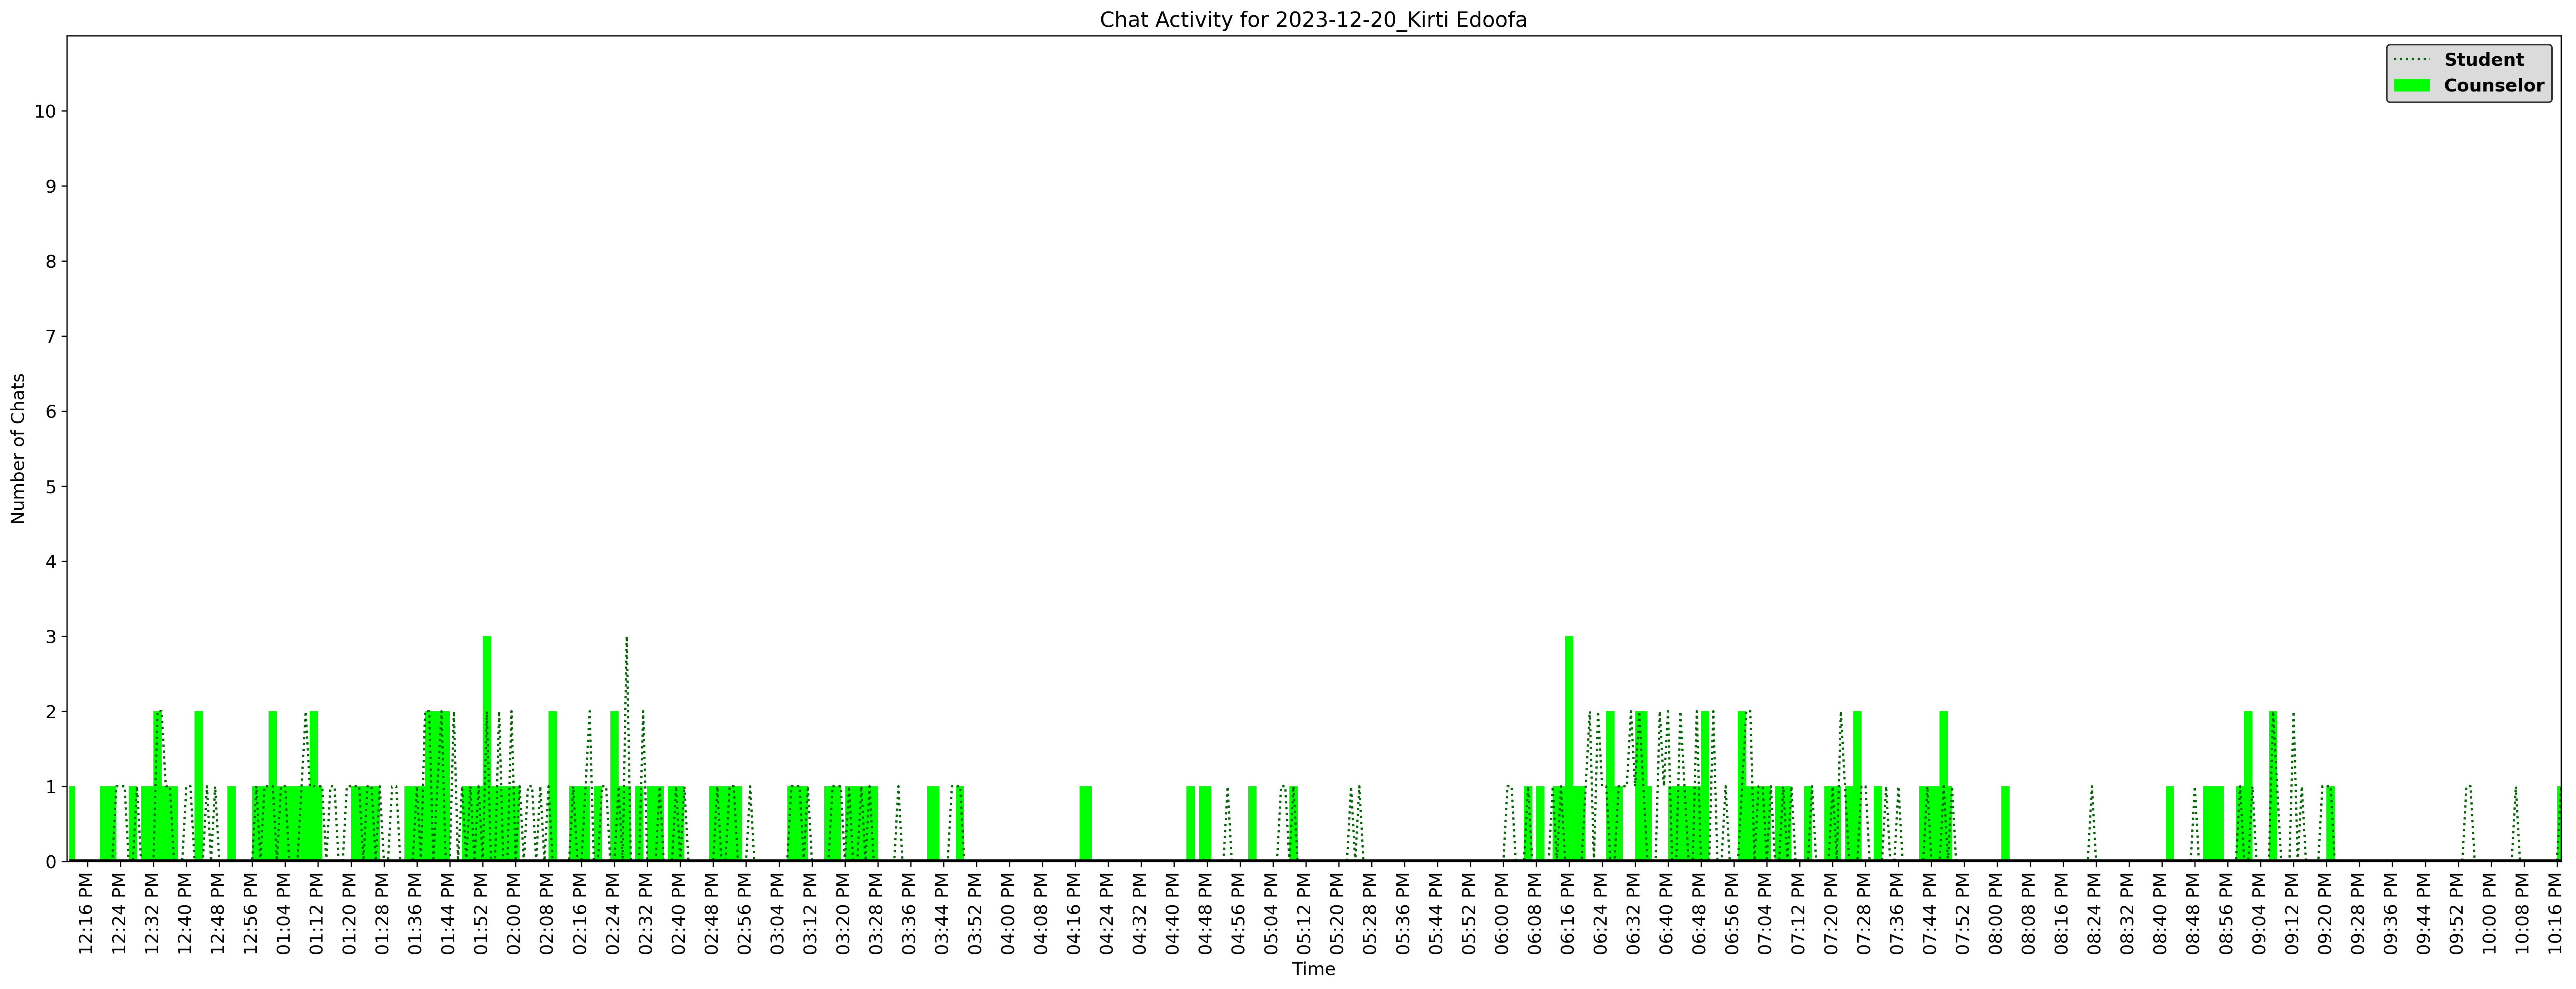 Chat Activity for 2023-12-20_Kirti Edoofa
Student
Counselor
Number of Chats
10
9
8
7
6
5
4
3
2
1
0
12:16 PM
12:24 PM
12:32 PM
12:40 PM
12:48 PM
12:56 PM
01:04 PM
01:12 PM
01:20 PM
01:28 PM
01:36 PM
01:44 PM
01:52 PM
02:00 PM
02:08 PM
02:16 PM
02:24 PM
02:32 PM
02:40 PM
02:48 PM
02:56 PM
03:04 PM
03:12 PM
03:20 PM
03:28 PM
03:36 PM
03:44 PM
03:52 PM
04:00 PM
04:08 PM
04:16 PM
04:24 PM
04:32 PM
04:40 PM
04:48 PM
04:56 PM
05:04 PM
05:12 PM
05:20 PM
05:28 PM
05:36 PM
05:44 PM
05:52 PM
06:00 PM
06:08 PM
06:16 PM
06:24 PM
06:32 PM
06:40 PM
06:48 PM
06:56 PM
07:04 PM
07:12 PM
07:20 PM
07:28 PM
07:36 PM
07:44 PM
07:52 PM
08:00 PM
08:08 PM
08:16 PM
08:24 PM
08:32 PM
08:40 PM
08:48 PM
08:56 PM
09:04 PM
09:12 PM
09:20 PM
09:28 PM
09:36 PM
09:44 PM
09:52 PM
10:00 PM
10:08 PM
10:16 PM
Time